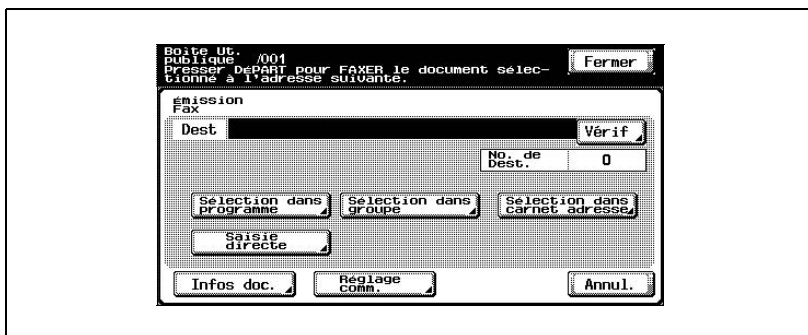 Boîte Ut.
publique /001
Presser DéPART pour FAXER le document sélec-
tionné à l'adresse suivante.
Fermer
émission
Fax
Dest
Vérif
No. de
Dest.
0
Sélection dans
programme
Sélection dans
groupe
Sélection dans
carnet adresse
Saisie
directe
Infos doc.
Réglage
comm.
Annul.